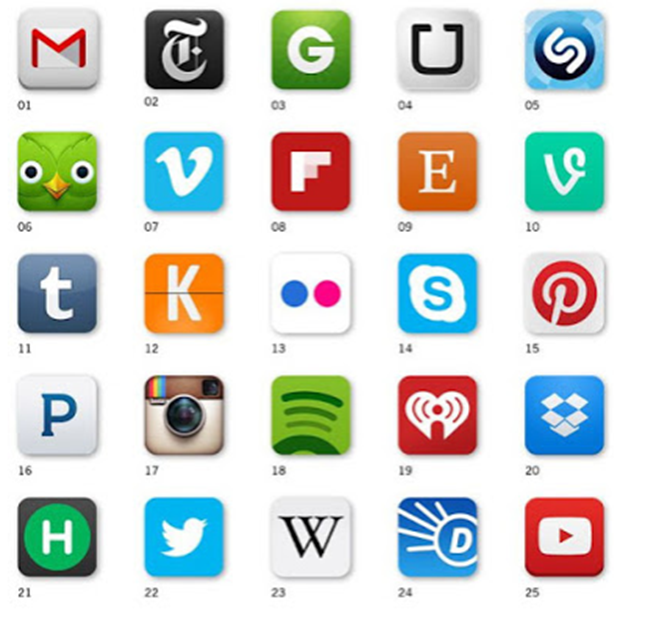 M T G U S
01 02 03 04 05
v F E V
06 07 08 09 10
t K S P
11 12 13 14 15
P
16 17 18 19 20
H W D
21 22 23 24 25